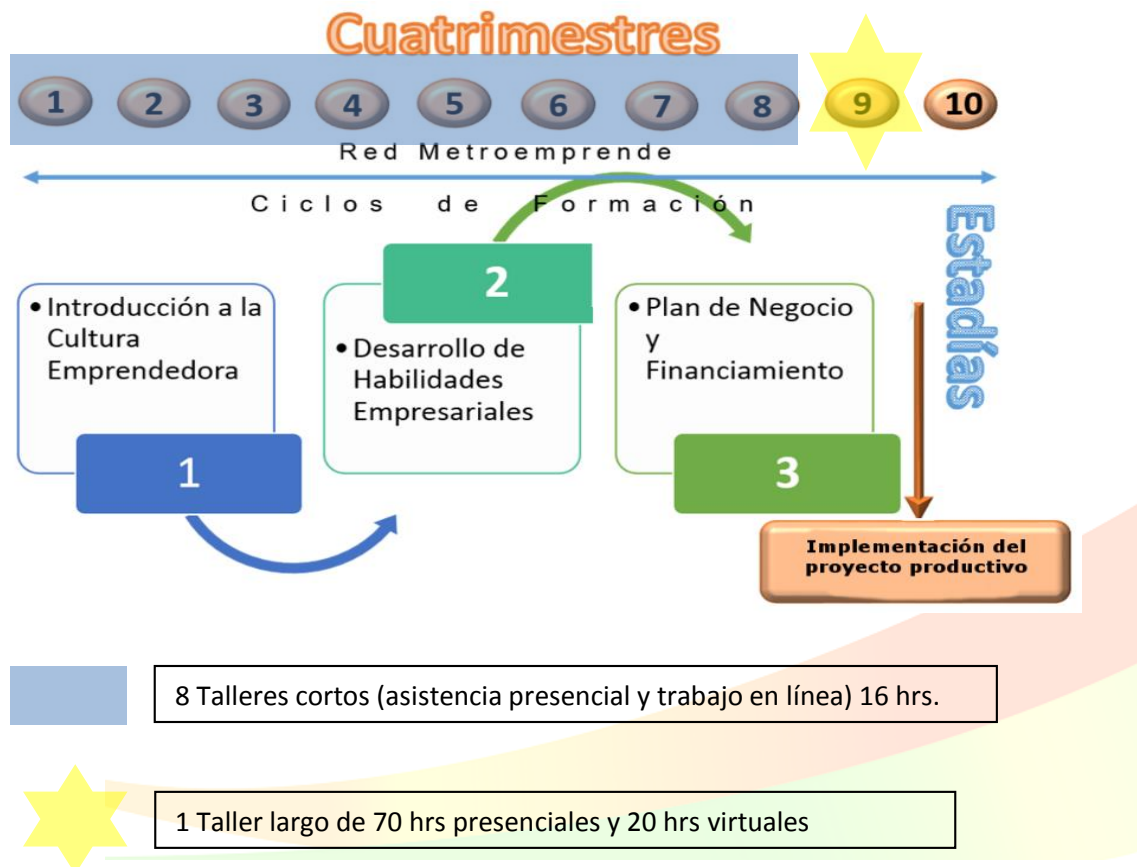 Cuatrimestres
1 2 3 4 5 6 7 8 9 10
Red Metroemprende
Ciclos de Formación
• Introducción a la
Cultura
Emprendedora
1
2
• Desarrollo de
Habilidades
Empresariales
• Plan de Negocio
y
Financiamiento
3
Estadías
Implementación del
proyecto productivo
8 Talleres cortos (asistencia presencial y trabajo en línea) 16 hrs.
1 Taller largo de 70 hrs presenciales y 20 hrs virtuales